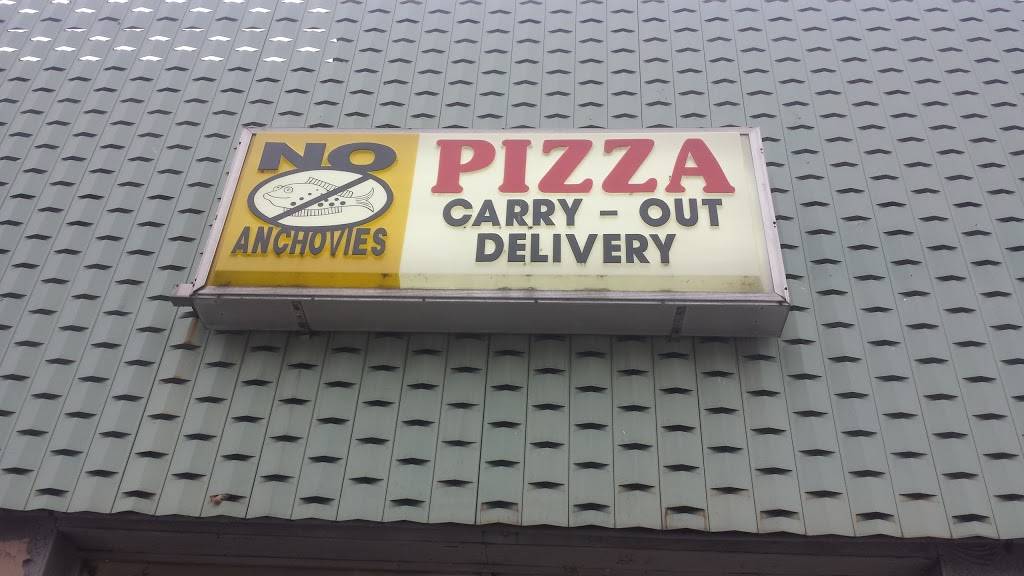 NO
ANCHOVIES
PIZZA
CARRY - OUT
DELIVERY